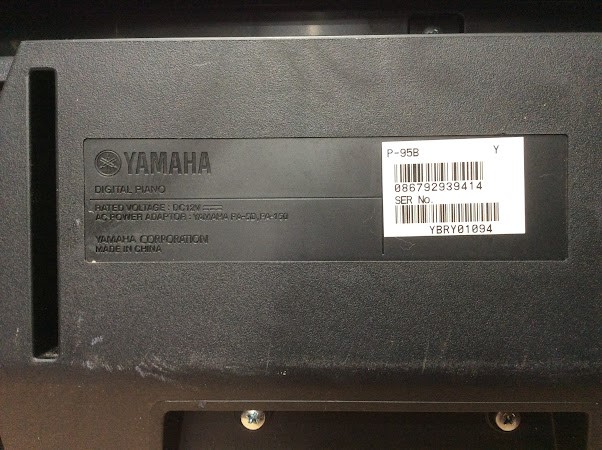 YAMAHA
DIGITAL PIANO
RATED VOLTAGE : DC12V
AC POWER ADAPTOR : YAMAHA PA-5D,PA-150
YAMAHA CORPORATION
MADE IN CHINA
P-95B Y
086792939414
SER No.
YBRY01094